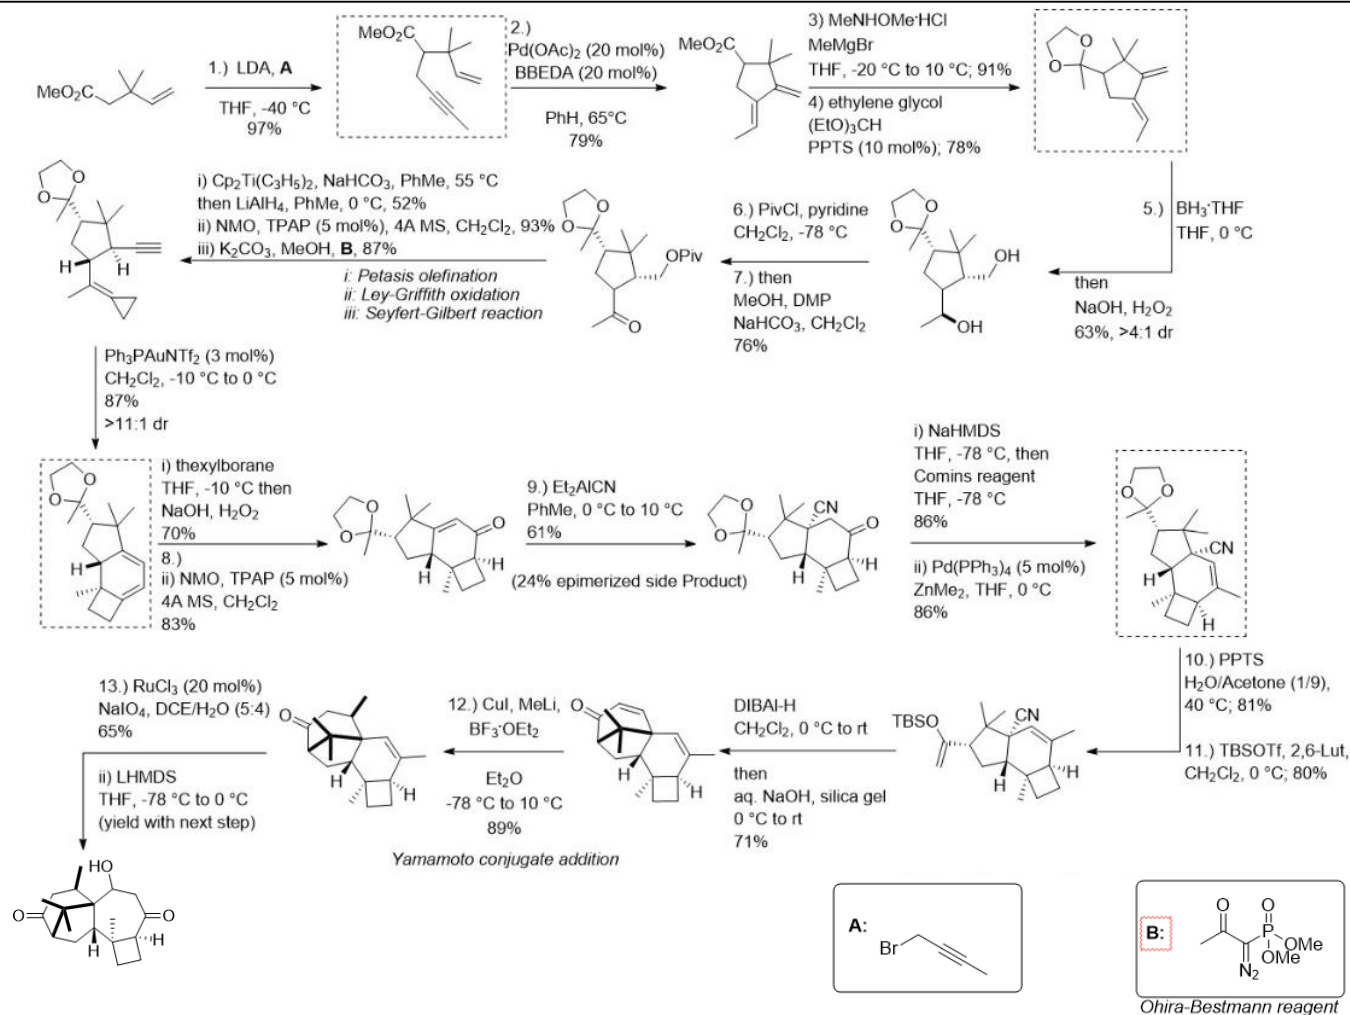 MeO2C
1.) LDA, A
THF, -40 °C
97%
MeO2C
2.)
Pd(OAc)2 (20 mol%)
BBEDA (20 mol%)
PhH, 65°C
79%
MeO2C
3) MeNHOMe·HCl
MeMgBr
THF, -20 °C to 10 °C; 91%
4) ethylene glycol
(EtO)3CH
PPTS (10 mol%); 78%
O
O
5.)
BH3·THF
THF, 0 °C
then
NaOH, H2O2
63%, >4:1 dr
O
O
OH
OH
6.) PivCl, pyridine
CH2Cl2, -78 °C
7.) then
MeOH, DMP
NaHCO3, CH2Cl2
76%
O
O
OPiv
O
i) Cp2Ti(C3H5)2, NaHCO3, PhMe, 55 °C
then LiAlH4, PhMe, 0 °C, 52%
ii) NMO, TPAP (5 mol%), 4A MS, CH2Cl2, 93%
iii) K2CO3, MeOH, B, 87%
i: Petasis olefination
ii: Ley-Griffith oxidation
iii: Seyfert-Gilbert reaction
O
O
H
H
Ph3PAuNTf2 (3 mol%)
CH2Cl2, -10 °C to 0 °C
87%
>11:1 dr
O
O
H
i) thexylborane
THF, -10 °C then
NaOH, H2O2
70%
8.)
ii) NMO, TPAP (5 mol%)
4A MS, CH2Cl2
83%
O
O
O
H
H
9.) Et2AlCN
PhMe, 0 °C to 10 °C
61%
(24% epimerized side Product)
O
O
CN
O
H
H
i) NaHMDS
THF, -78 °C, then
Comins reagent
THF, -78 °C
86%
ii) Pd(PPh3)4 (5 mol%)
ZnMe2, THF, 0 °C
86%
O
O
CN
H
H
10.) PPTS
H2O/Acetone (1/9),
40 °C; 81%
11.) TBSOTf, 2,6-Lut,
CH2Cl2, 0 °C; 80%
TBSO
CN
H
H
DIBAl-H
CH2Cl2, 0 °C to rt
then
aq. NaOH, silica gel
0 °C to rt
71%
O
H
H
12.) CuI, MeLi,
BF3·OEt2
Et2O
-78 °C to 10 °C
89%
Yamamoto conjugate addition
O
H
H
13.) RuCl3 (20 mol%)
NaIO4, DCE/H2O (5:4)
65%
ii) LHMDS
THF, -78 °C to 0 °C
(yield with next step)
HO
O
O
H
H
A:
Br
B:
O
O
P
OMe
OMe
N2
Ohira-Bestmann reagent